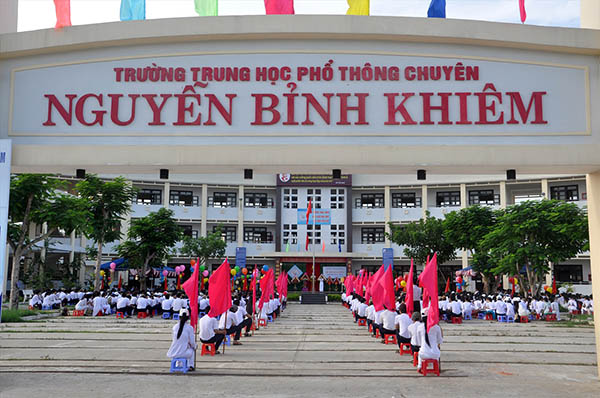 TRƯỜNG TRUNG HỌC PHỔ THÔNG CHUYÊN
NGUYỄN BỈNH KHIÊM